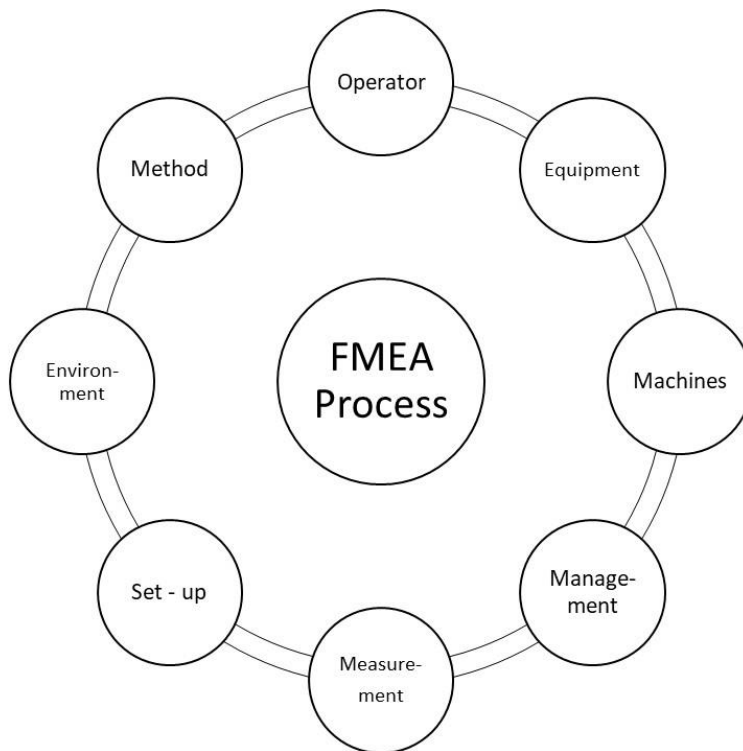 Operator
Equipment
Machines
Manage-
ment
Measure-
ment
Set - up
Environ-
ment
Method
FMEA
Process